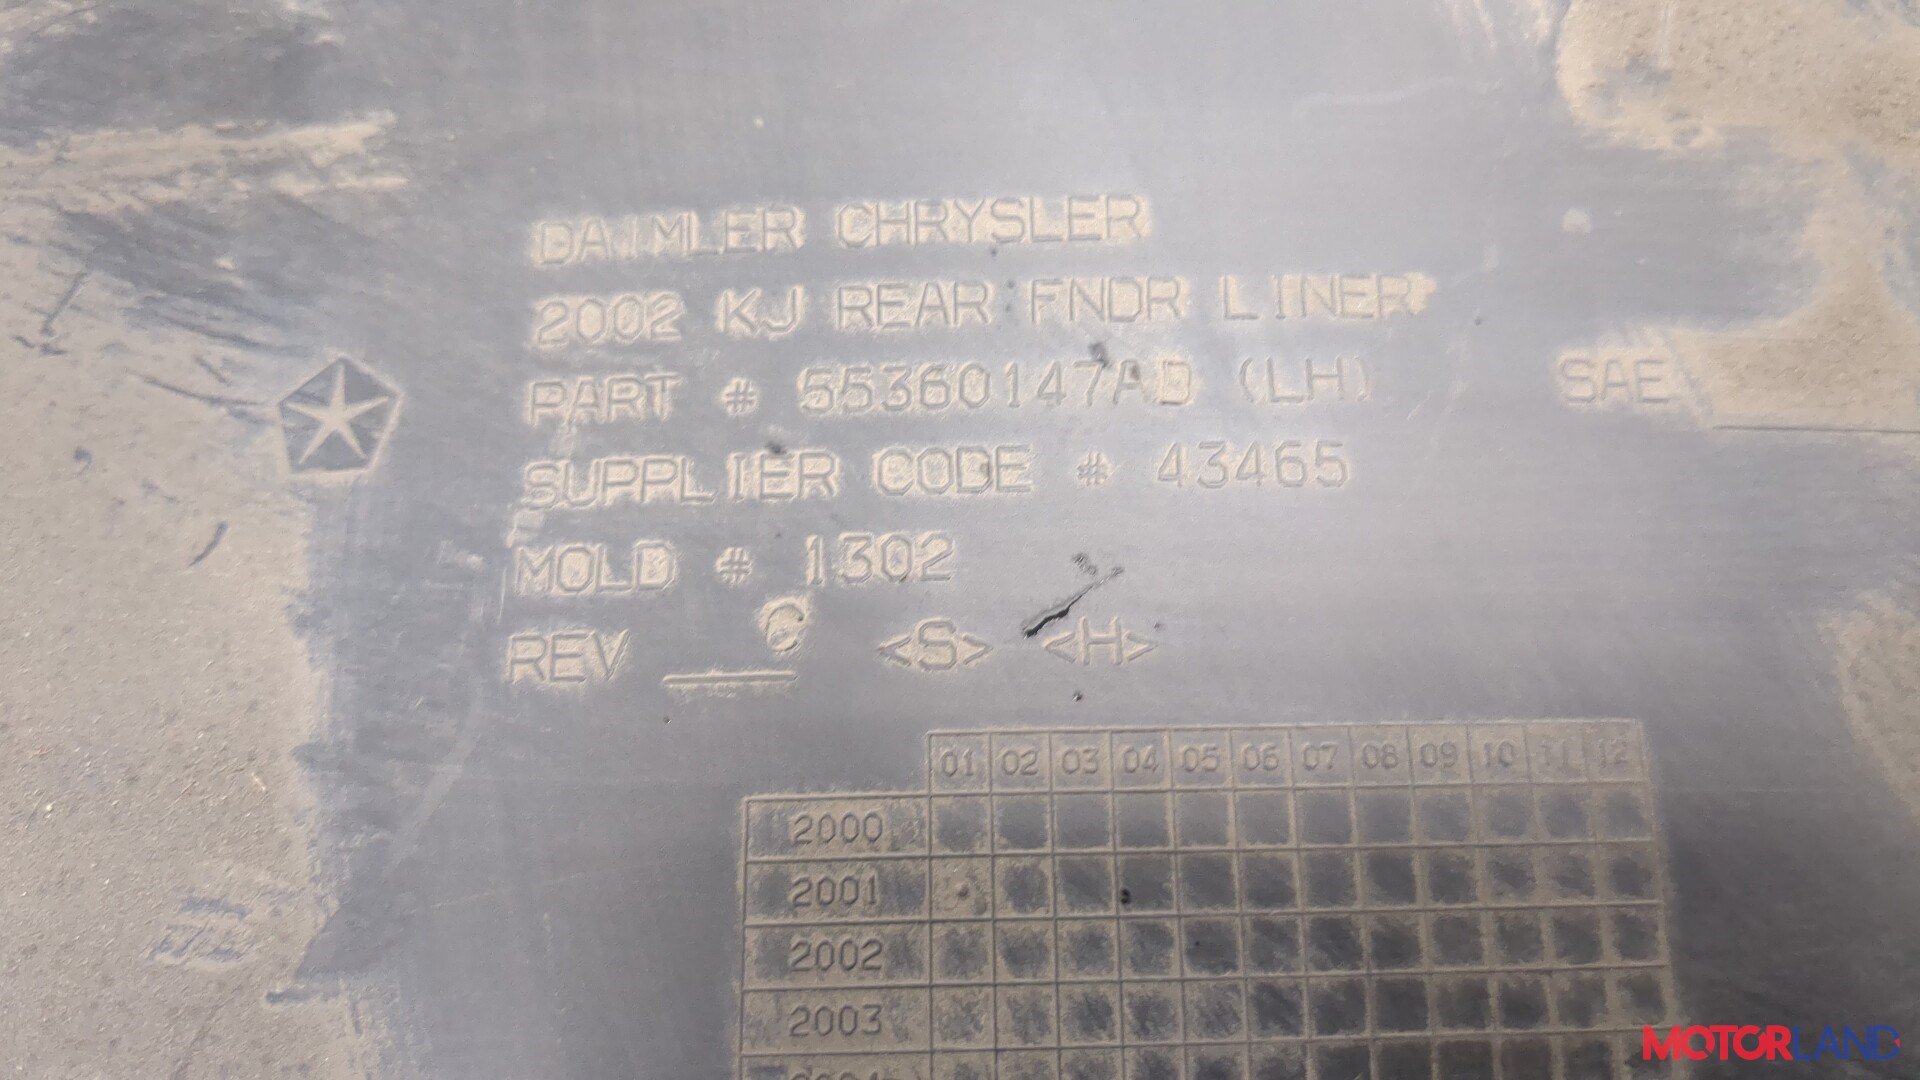 DAIMLER CHRYSLER
2002 KJ REAR FNDR LINER
PART # 55360147AD (LH)
SAE
SUPPLIER CODE # 43465
MOLD # 1302
REV ___ <S> <H>
01 02 03 04 05 06 07 08 09 10 11 12
2000
2001
2002
2003
MOTORLAND